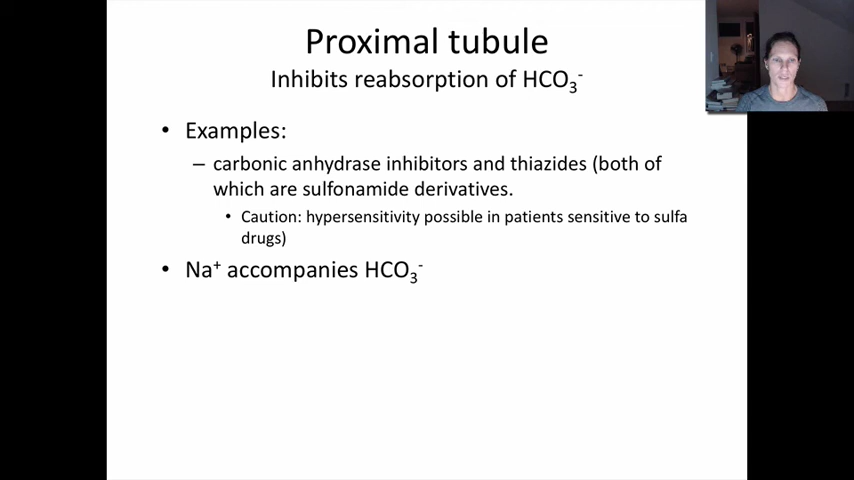 Proximal tubule
Inhibits reabsorption of HCO₃⁻
• Examples:
– carbonic anhydrase inhibitors and thiazides (both of
which are sulfonamide derivatives.
• Caution: hypersensitivity possible in patients sensitive to sulfa
drugs)
• Na⁺ accompanies HCO₃⁻